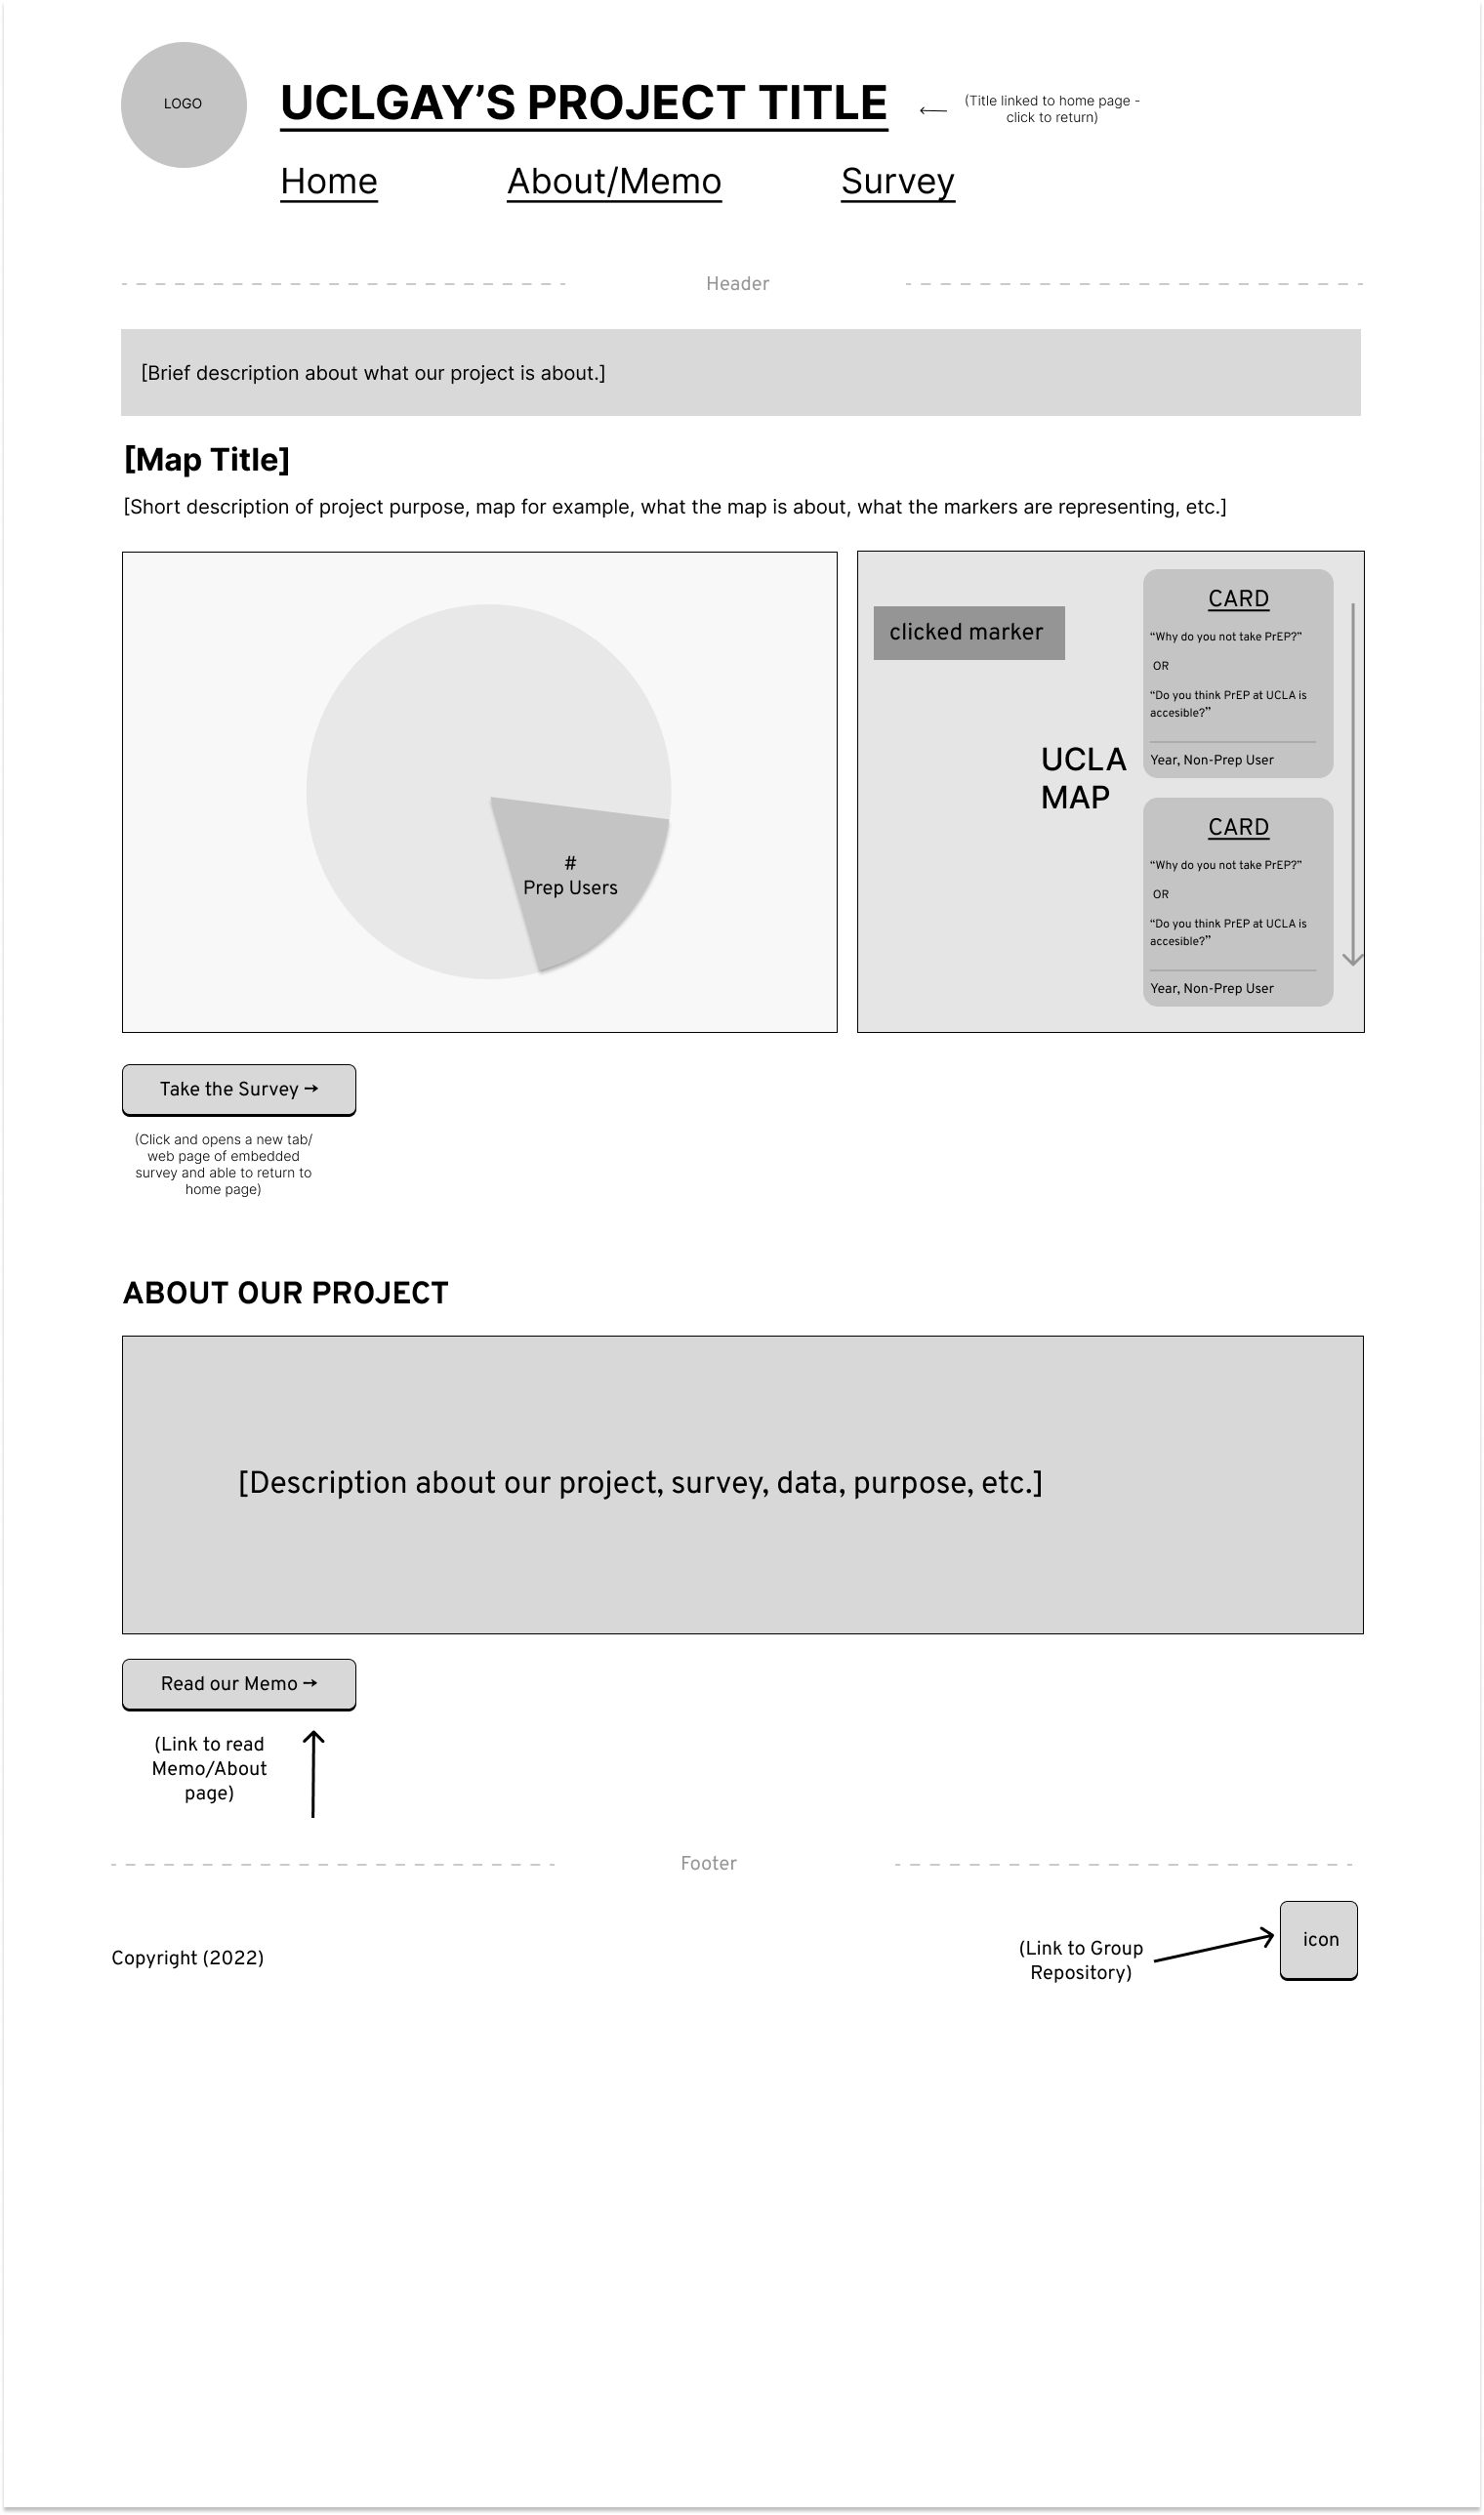 LOGO
UCLGAY’S PROJECT TITLE
(Title linked to home page -
click to return)
Home About/Memo Survey
Header
[Brief description about what our project is about.]
[Map Title]
[Short description of project purpose, map for example, what the map is about, what the markers are representing, etc.]
#
Prep Users
clicked marker
UCLA
MAP
CARD
“Why do you not take PrEP?”
OR
“Do you think PrEP at UCLA is
accesible?”
Year, Non-Prep User
CARD
“Why do you not take PrEP?”
OR
“Do you think PrEP at UCLA is
accesible?”
Year, Non-Prep User
Take the Survey →
(Click and opens a new tab/
web page of embedded
survey and able to return to
home page)
ABOUT OUR PROJECT
[Description about our project, survey, data, purpose, etc.]
Read our Memo →
(Link to read
Memo/About
page)
Footer
Copyright (2022)
(Link to Group
Repository)
icon